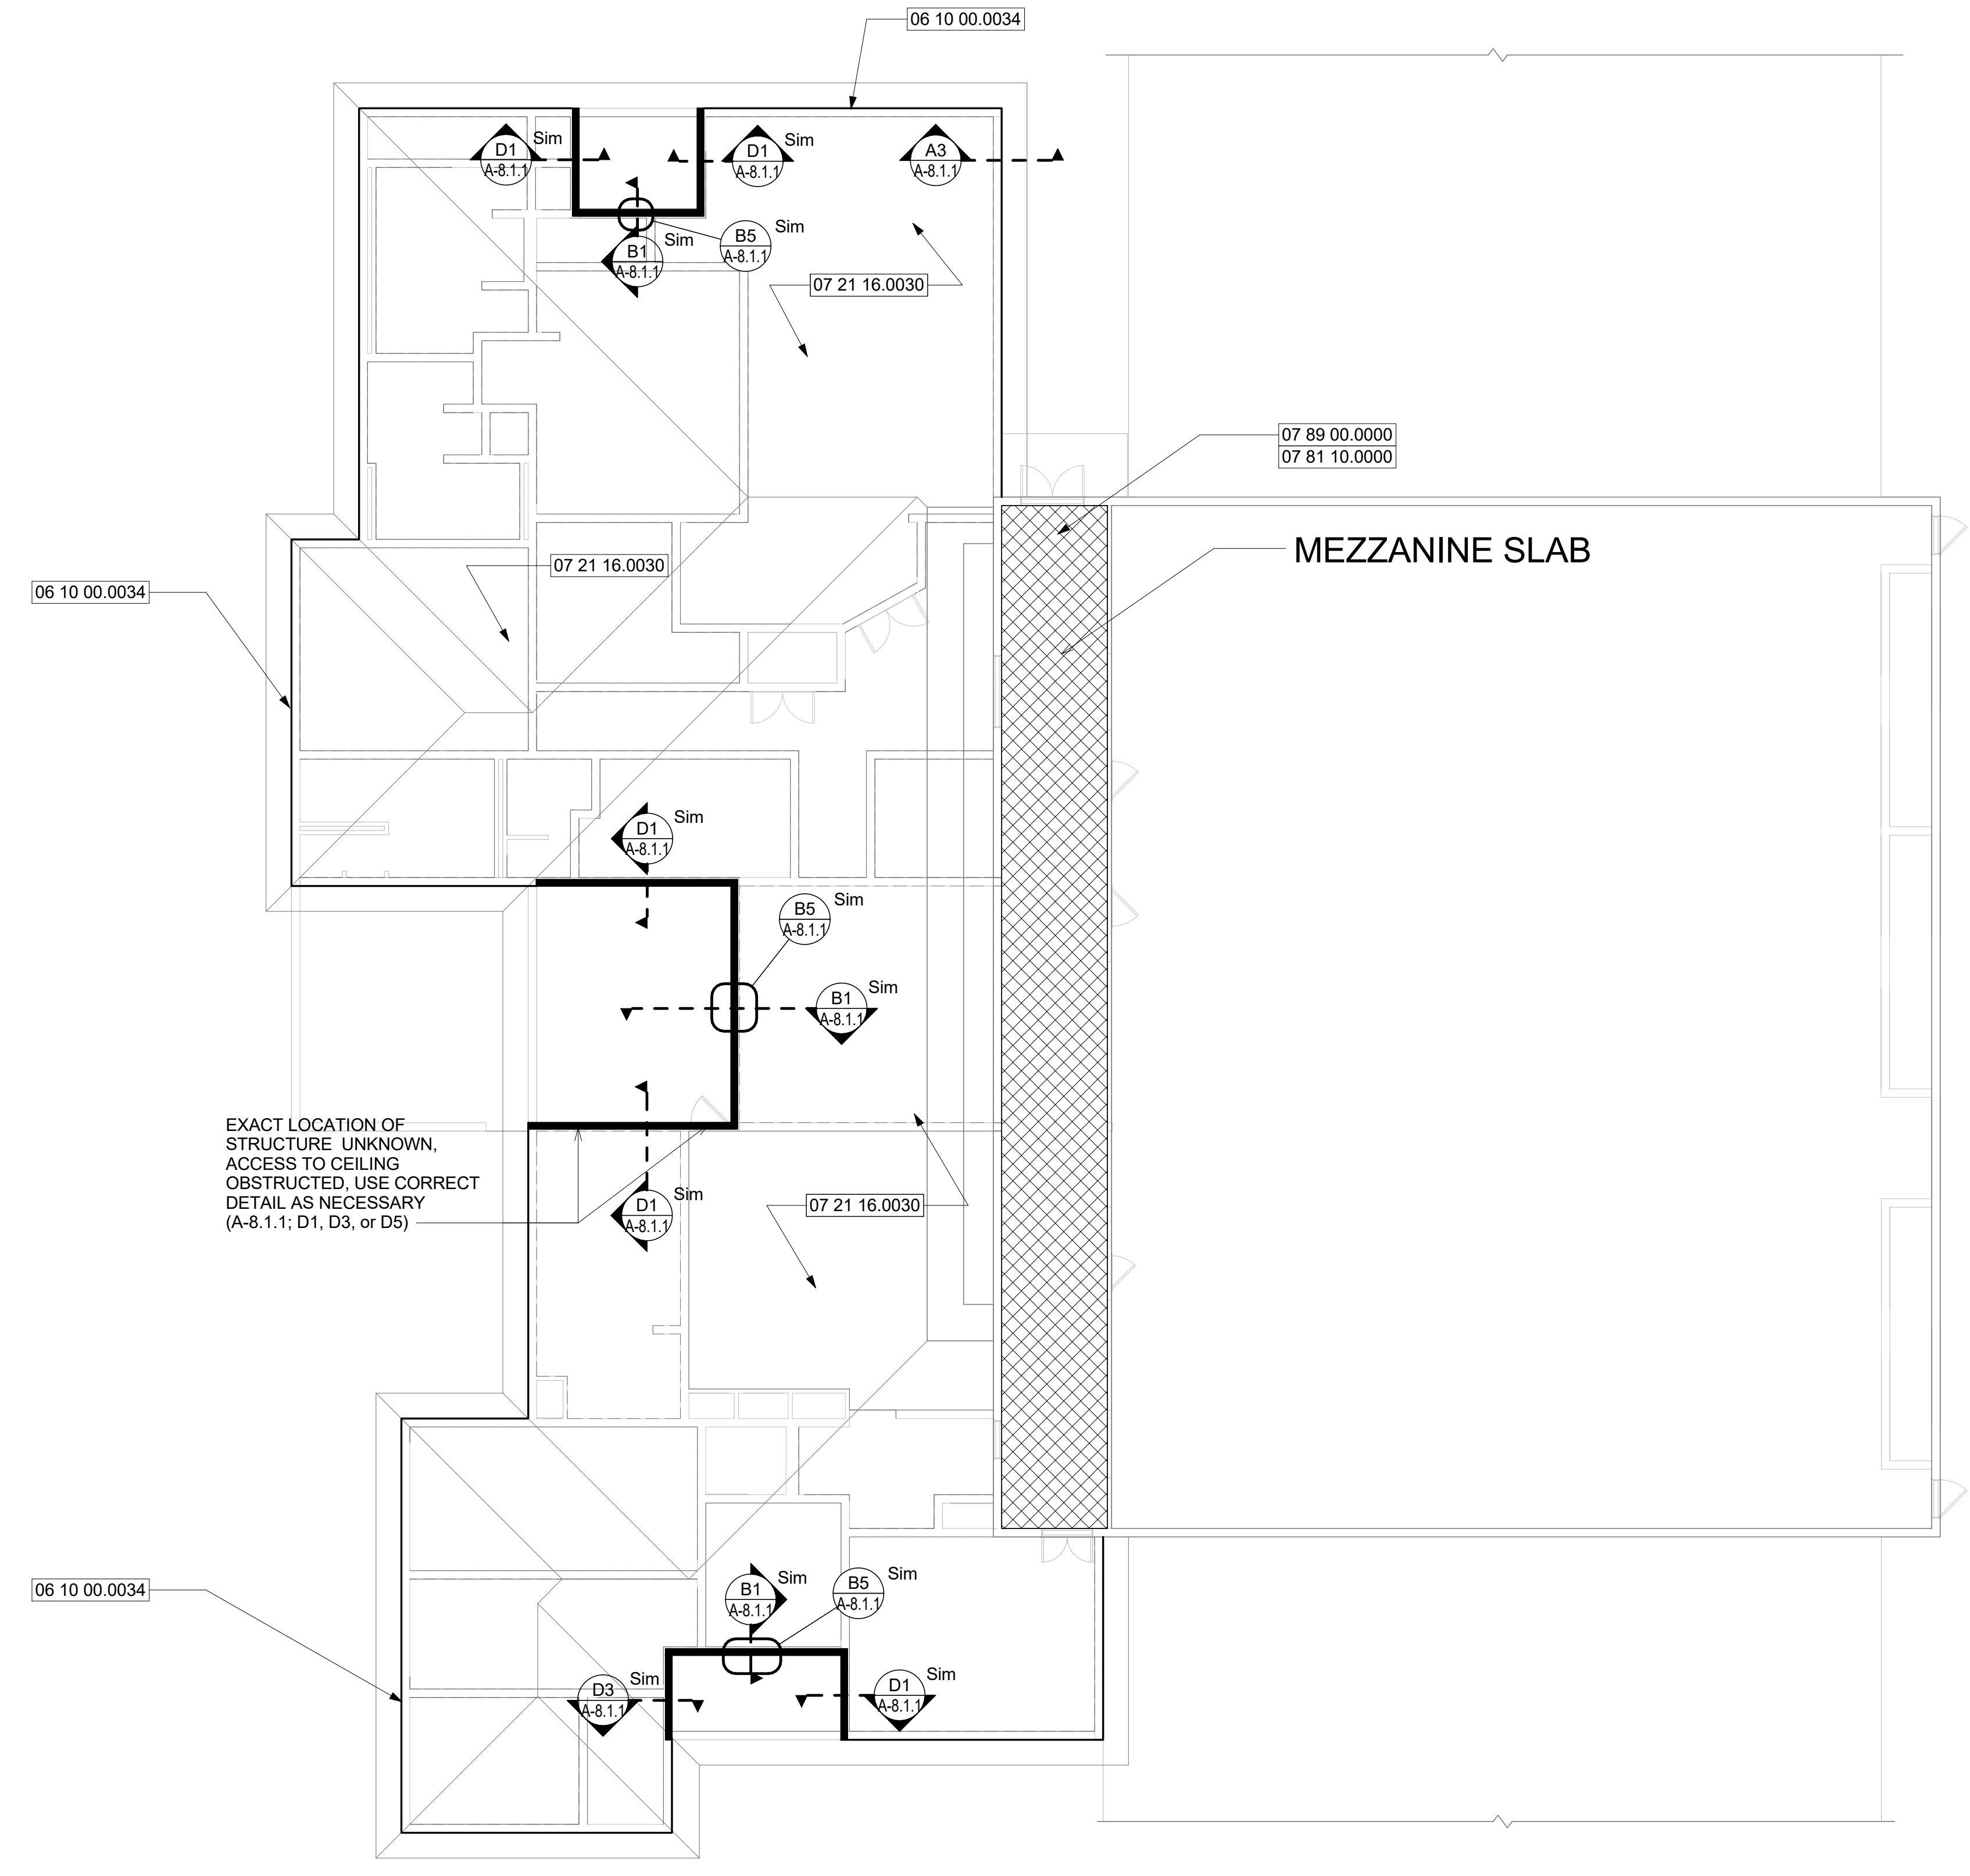 06 10 00.0034
D1
A-8.1.1
Sim
D1
A-8.1.1
Sim
A3
A-8.1.1
B1
A-8.1.1
Sim
B5
A-8.1.1
Sim
07 21 16.0030
07 89 00.0000
07 81 10.0000
MEZZANINE SLAB
07 21 16.0030
06 10 00.0034
D1
A-8.1.1
Sim
B5
A-8.1.1
Sim
B1
A-8.1.1
Sim
EXACT LOCATION OF
STRUCTURE UNKNOWN,
ACCESS TO CEILING
OBSTRUCTED, USE CORRECT
DETAIL AS NECESSARY
(A-8.1.1; D1, D3, or D5)
D1
A-8.1.1
Sim
07 21 16.0030
06 10 00.0034
B1
A-8.1.1
Sim
B5
A-8.1.1
Sim
D3
A-8.1.1
Sim
D1
A-8.1.1
Sim